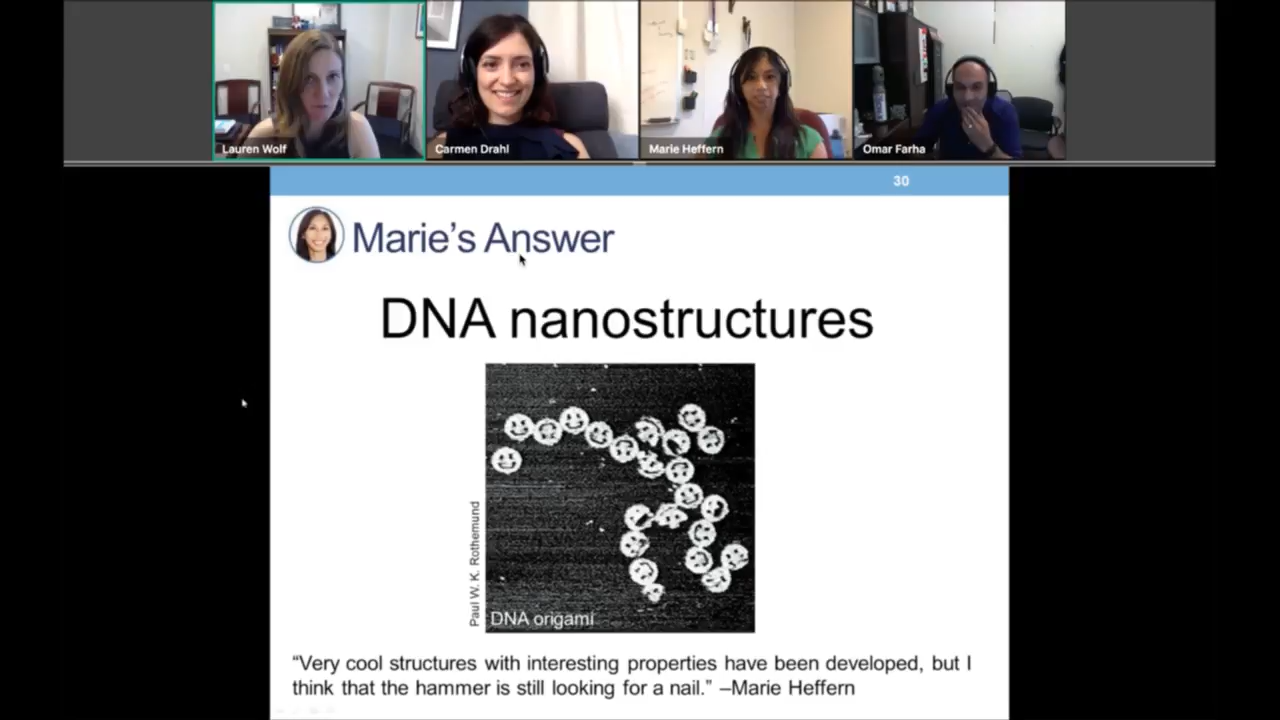 Lauren Wolf
Carmen Drahl
Marie Heffern
Omar Farha
30
Marie's Answer
DNA nanostructures
Paul W. K. Rothemund
DNA origami
“Very cool structures with interesting properties have been developed, but I
think that the hammer is still looking for a nail.” –Marie Heffern